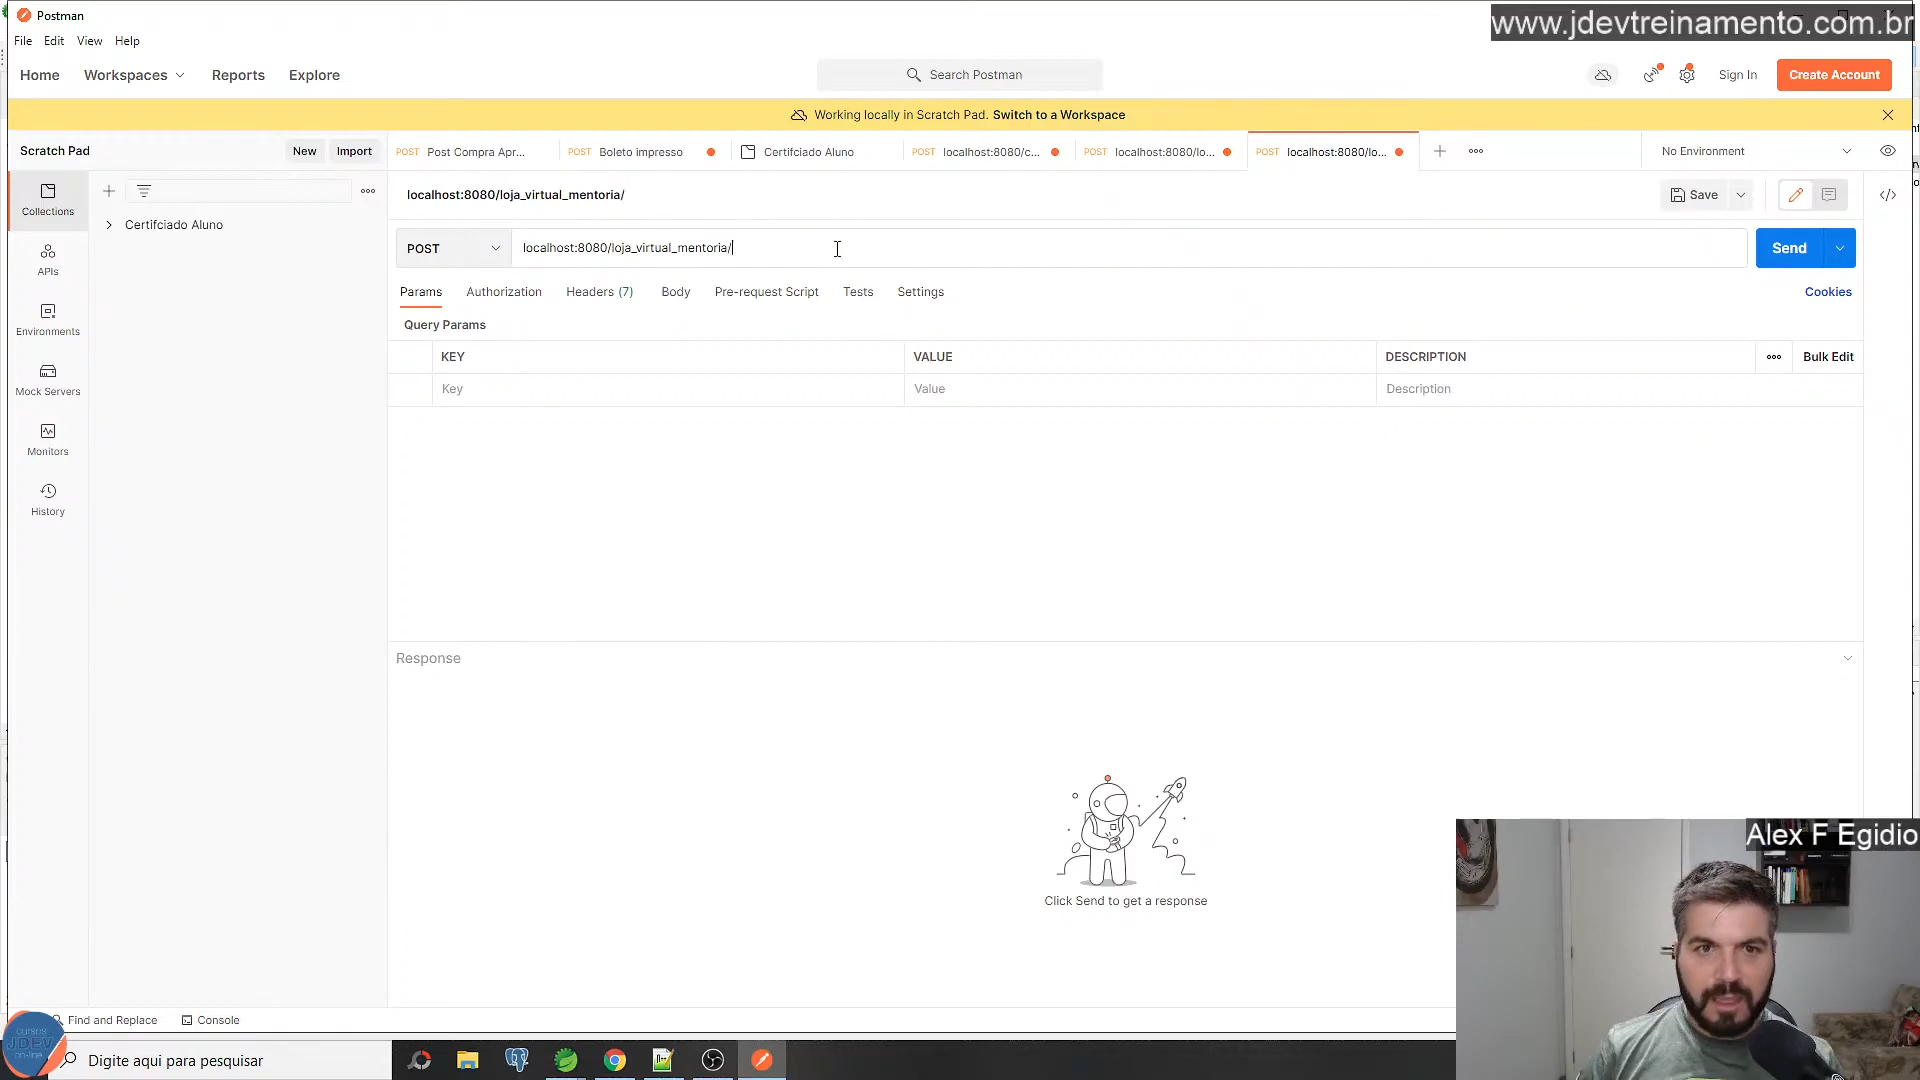 Postman
www.jdevtreinamento.com.br
File Edit View Help
Home Workspaces Reports Explore
Search Postman
Sign In Create Account
Working locally in Scratch Pad. Switch to a Workspace
Scratch Pad New Import
POST Post Compra Apr... POST Boleto impresso Certifciado Aluno POST localhost:8080/c... POST localhost:8080/lo... POST localhost:8080/lo... No Environment
Collections
Certifciado Aluno
localhost:8080/loja_virtual_mentoria/
Save
POST localhost:8080/loja_virtual_mentoria/ Send
Params Authorization Headers (7) Body Pre-request Script Tests Settings Cookies
Query Params
KEY VALUE DESCRIPTION Bulk Edit
Key Value Description
APIs
Environments
Mock Servers
Monitors
History
Response
Click Send to get a response
Alex F Egidio
Find and Replace Console
cursos
JDEV
on-line
Digite aqui para pesquisar